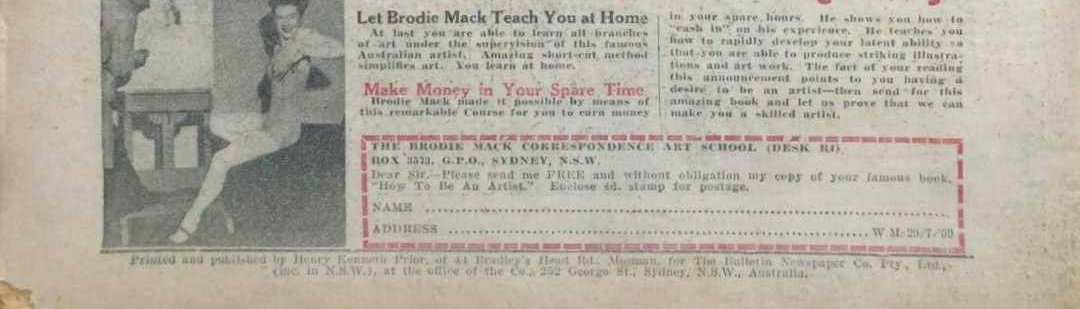 Let Brodie Mack Teach You at Home
At last you are able to learn all branches
of art under the supervision of this famous
Australian artist. Amazing short-cut method
simplifies art. You learn at home.
Make Money in Your Spare Time
Brodie Mack made it possible by means of
this remarkable Course for you to earn money
in your spare hours. He shows you how to
"cash in" on his experience. He teaches you
how to rapidly develop your latent ability so
that you are able to produce striking illustra-
tions and art work. The fact of your reading
this announcement points to you having a
desire to be an artist—then send for this
amazing book and let us prove that we can
make you a skilled artist.
THE BRODIE MACK CORRESPONDENCE ART SCHOOL (DESK R1)
BOX 3573, G.P.O., SYDNEY, N.S.W.
Dear Sir.—Please send me FREE and without obligation my copy of your famous book,
"How To Be An Artist." Enclose 4d. stamp for postage.
NAME
ADDRESS W.M. 20/7/59
Printed and published by Henry Kenneth Prior, of 44 Bradley's Head Rd., Mosman, for The Bulletin Newspaper Co. Pty., Ltd.,
(inc. in N.S.W.), at the office of the Co., 252 George St., Sydney, N.S.W., Australia.